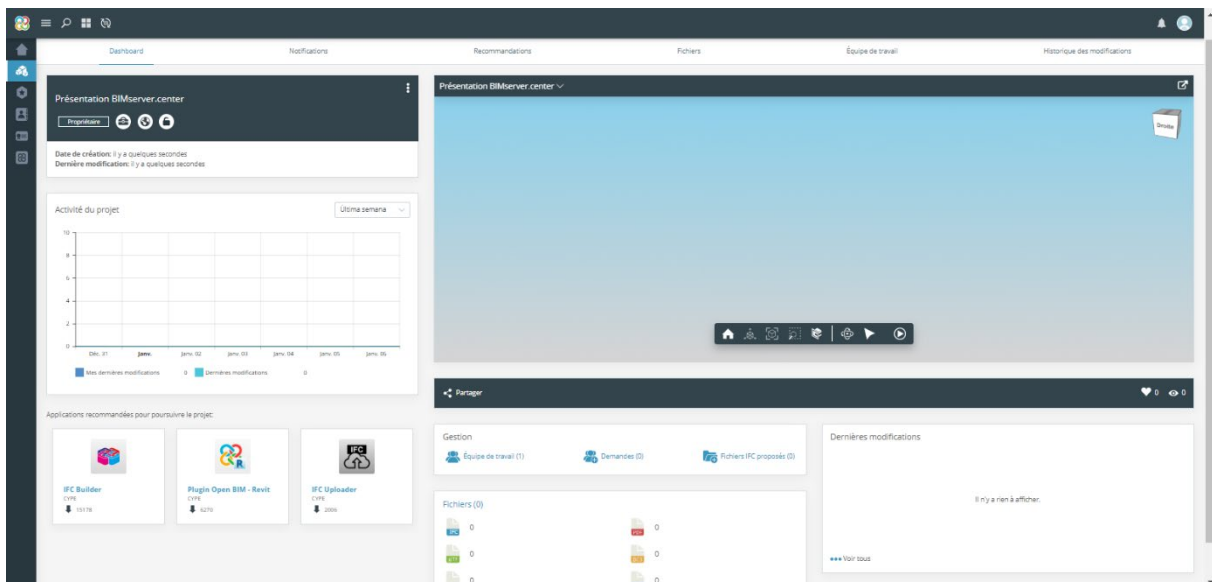 Dashboard
Notifications
Recommandations
Fichiers
Équipe de travail
Historique des modifications
Présentation BIMserver.center
Propriétaire
Date de création: il y a quelques secondes
Dernière modification: il y a quelques secondes
Activité du projet
Última semana
10
8
6
4
2
0
Déc. 31
Janv.
Janv. 02
Janv. 03
Janv. 04
Janv. 05
Janv. 06
Mes dernières modifications 0
Dernières modifications 0
Applications recommandées pour poursuivre le projet:
IFC Builder
CYPE
15178
Plugin Open BIM - Revit
CYPE
6270
IFC
IFC Uploader
CYPE
2006
Présentation BIMserver.center
Droite
Partager
0
0
Gestion
Équipe de travail (1)
Demandes (0)
Fichiers IFC proposés (0)
Fichiers (0)
IFC 0
PDF 0
0
0
0
0
Dernières modifications
Il n'y a rien à afficher.
Voir tous